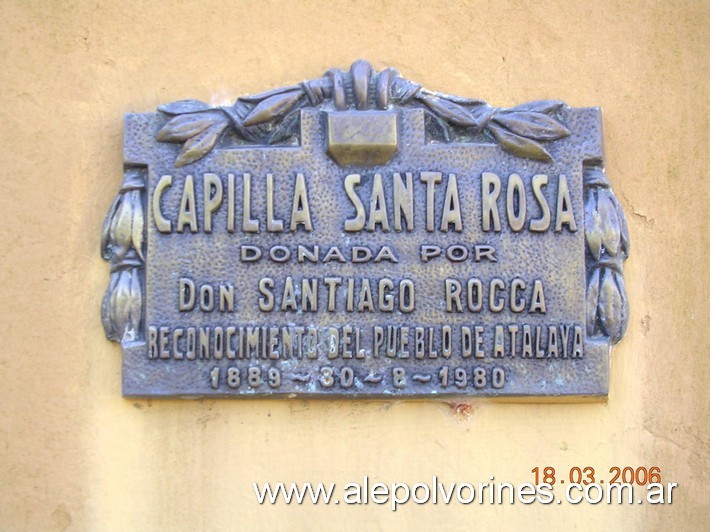 CAPILLA SANTA ROSA
DONADA POR
DON SANTIAGO ROCCA
RECONOCIMIENTO DEL PUEBLO DE ATALAYA
1889-30-8-1980
18.03.2006
www.alepolvorines.com.ar